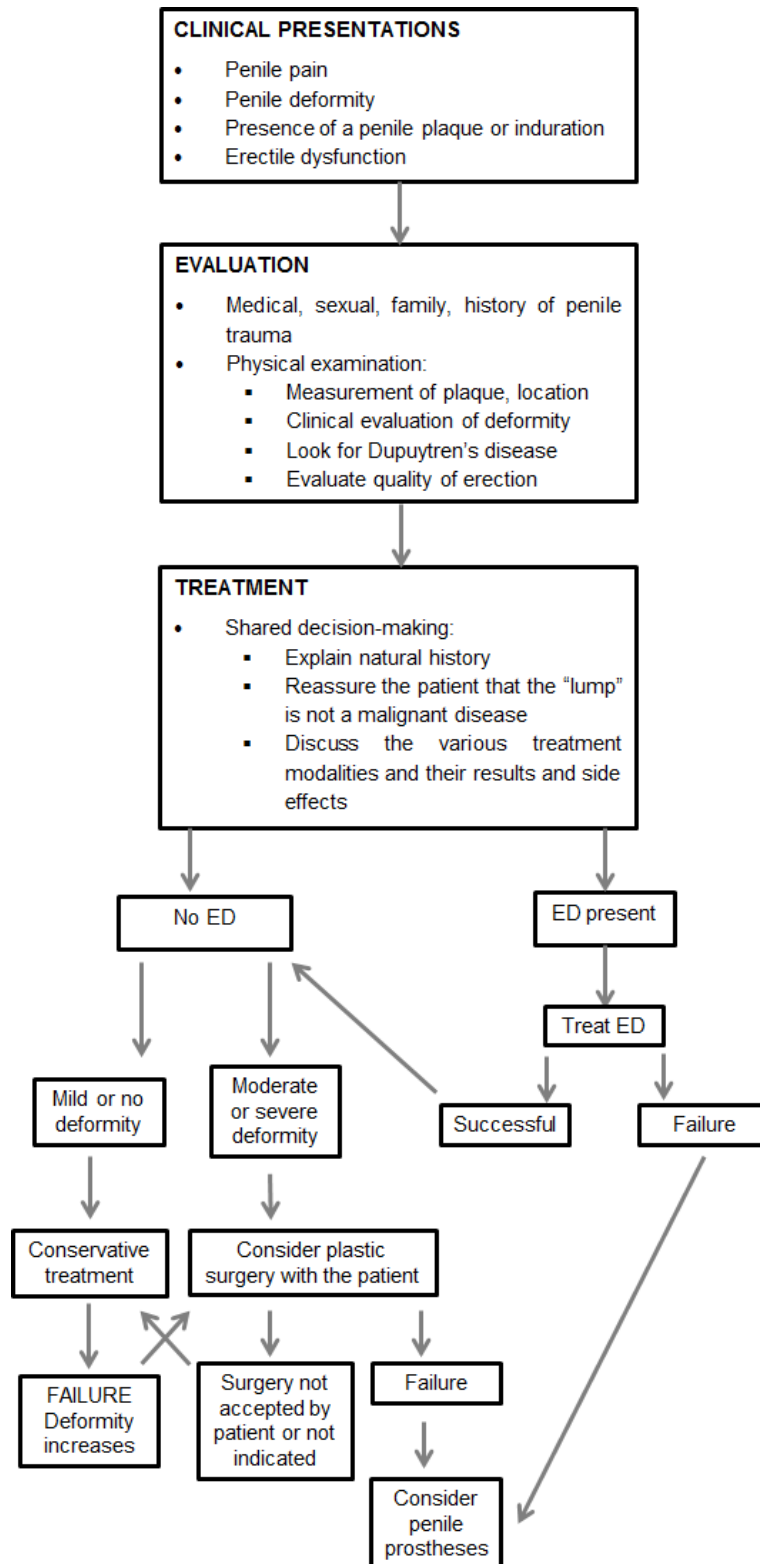 CLINICAL PRESENTATIONS
• Penile pain
• Penile deformity
• Presence of a penile plaque or induration
• Erectile dysfunction
EVALUATION
• Medical, sexual, family, history of penile
trauma
• Physical examination:
▪ Measurement of plaque, location
▪ Clinical evaluation of deformity
▪ Look for Dupuytren’s disease
▪ Evaluate quality of erection
TREATMENT
• Shared decision-making:
▪ Explain natural history
▪ Reassure the patient that the “lump”
is not a malignant disease
▪ Discuss the various treatment
modalities and their results and side
effects
No ED
ED present
Treat ED
Mild or no
deformity
Moderate
or severe
deformity
Successful
Failure
Conservative
treatment
Consider plastic
surgery with the patient
FAILURE
Deformity
increases
Surgery not
accepted by
patient or not
indicated
Failure
Consider
penile
prostheses